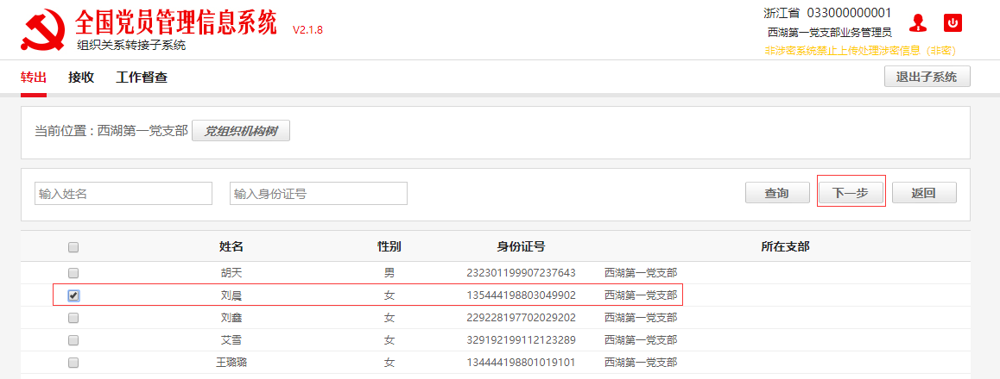 全国党员管理信息系统 V2.1.8
组织关系转接子系统
浙江省 033000000001
西湖第一党支部业务管理员
非涉密系统禁止上传处理涉密信息（非密）
转出 接收 工作督查 退出子系统
当前位置 : 西湖第一党支部 党组织机构树
输入姓名 输入身份证号 查询 下一步 返回
姓名 性别 身份证号 所在支部
胡天 男 232301199907237643 西湖第一党支部
刘晨 女 135444198803049902 西湖第一党支部
刘鑫 女 229228197702029202 西湖第一党支部
艾雪 女 329192199112123289 西湖第一党支部
王璐璐 女 134444198801019101 西湖第一党支部